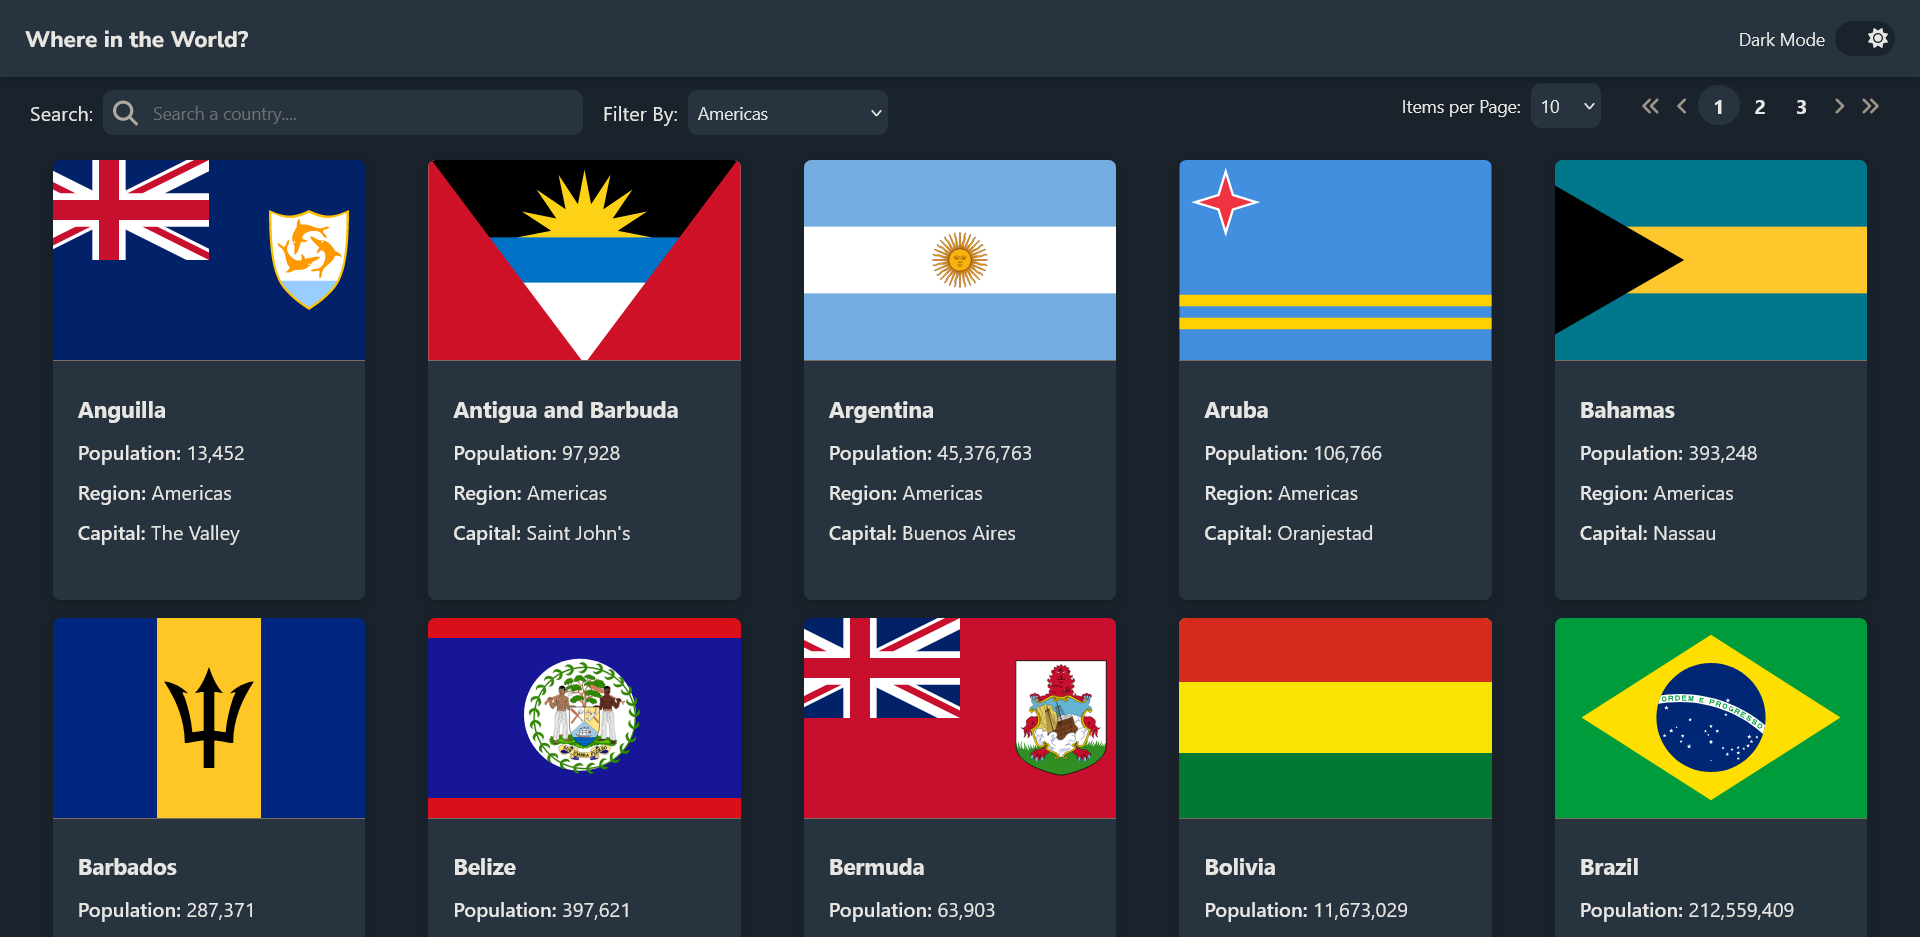 Where in the World?
Dark Mode
Search: Search a country....
Filter By: Americas
Items per Page: 10
1 2 3
Anguilla
Population: 13,452
Region: Americas
Capital: The Valley
Antigua and Barbuda
Population: 97,928
Region: Americas
Capital: Saint John's
Argentina
Population: 45,376,763
Region: Americas
Capital: Buenos Aires
Aruba
Population: 106,766
Region: Americas
Capital: Oranjestad
Bahamas
Population: 393,248
Region: Americas
Capital: Nassau
ORDEM E PROGRESSO
Barbados
Population: 287,371
Belize
Population: 397,621
Bermuda
Population: 63,903
Bolivia
Population: 11,673,029
Brazil
Population: 212,559,409